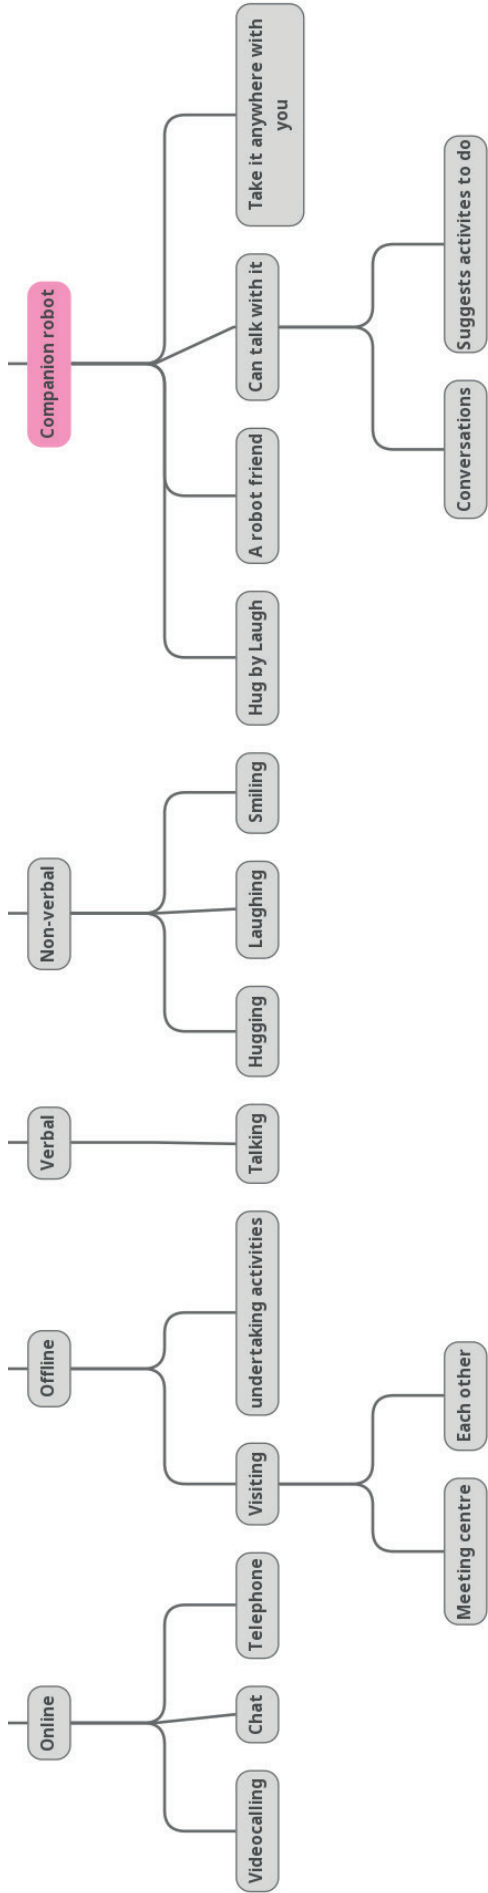 Online
Offline
Verbal
Non-verbal
Companion robot
Videocalling
Chat
Telephone
Visiting
undertaking activities
Talking
Hugging
Laughing
Smiling
Hug by Laugh
A robot friend
Can talk with it
Take it anywhere with
you
Meeting centre
Each other
Conversations
Suggests activites to do